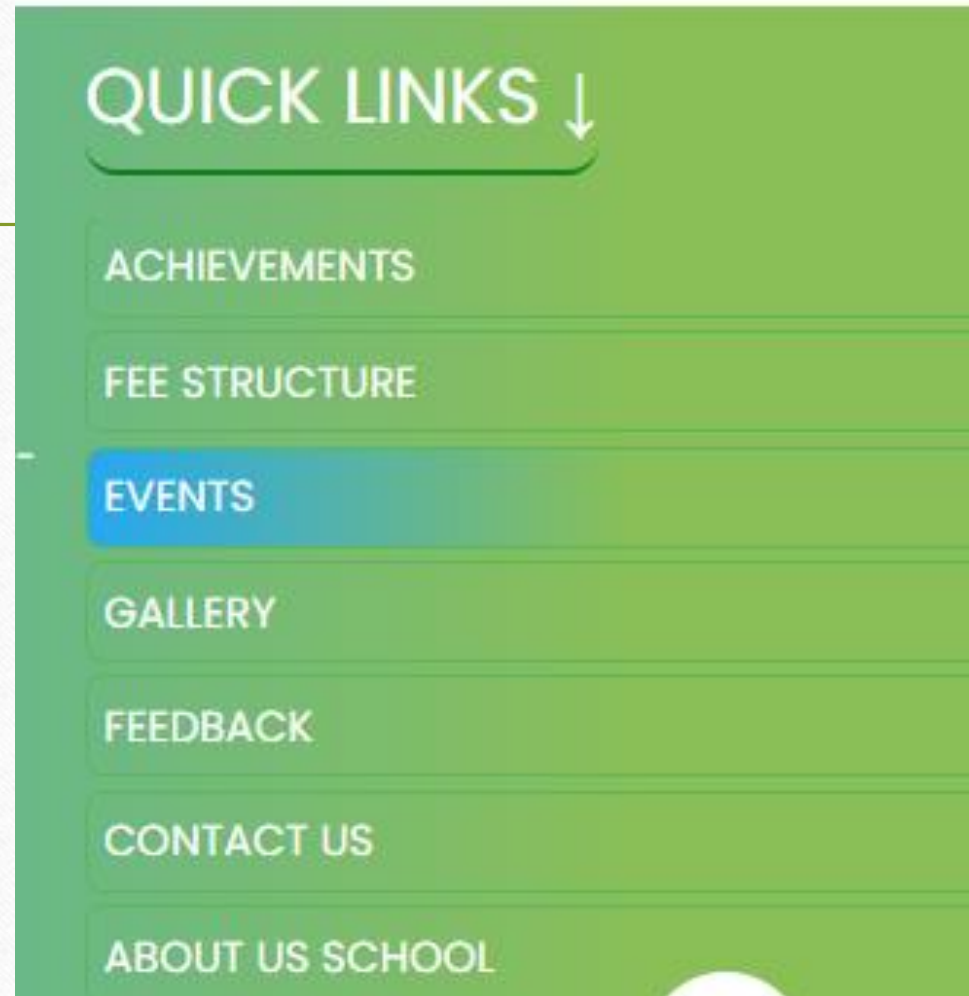 QUICK LINKS ↓
ACHIEVEMENTS
FEE STRUCTURE
EVENTS
GALLERY
FEEDBACK
CONTACT US
ABOUT US SCHOOL